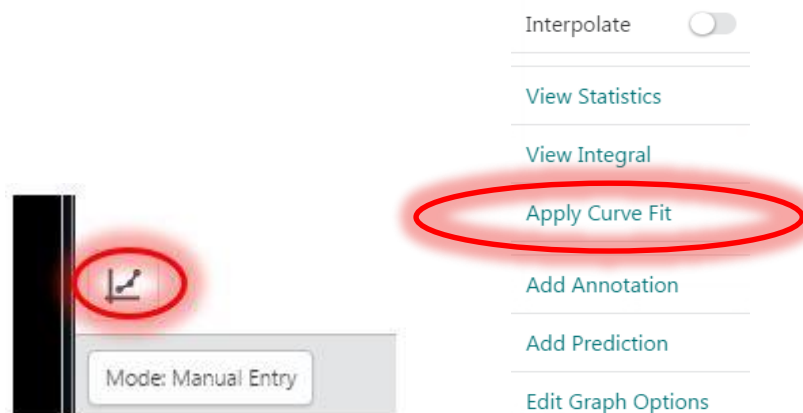 Interpolate
View Statistics
View Integral
Apply Curve Fit
Add Annotation
Add Prediction
Edit Graph Options
Mode: Manual Entry